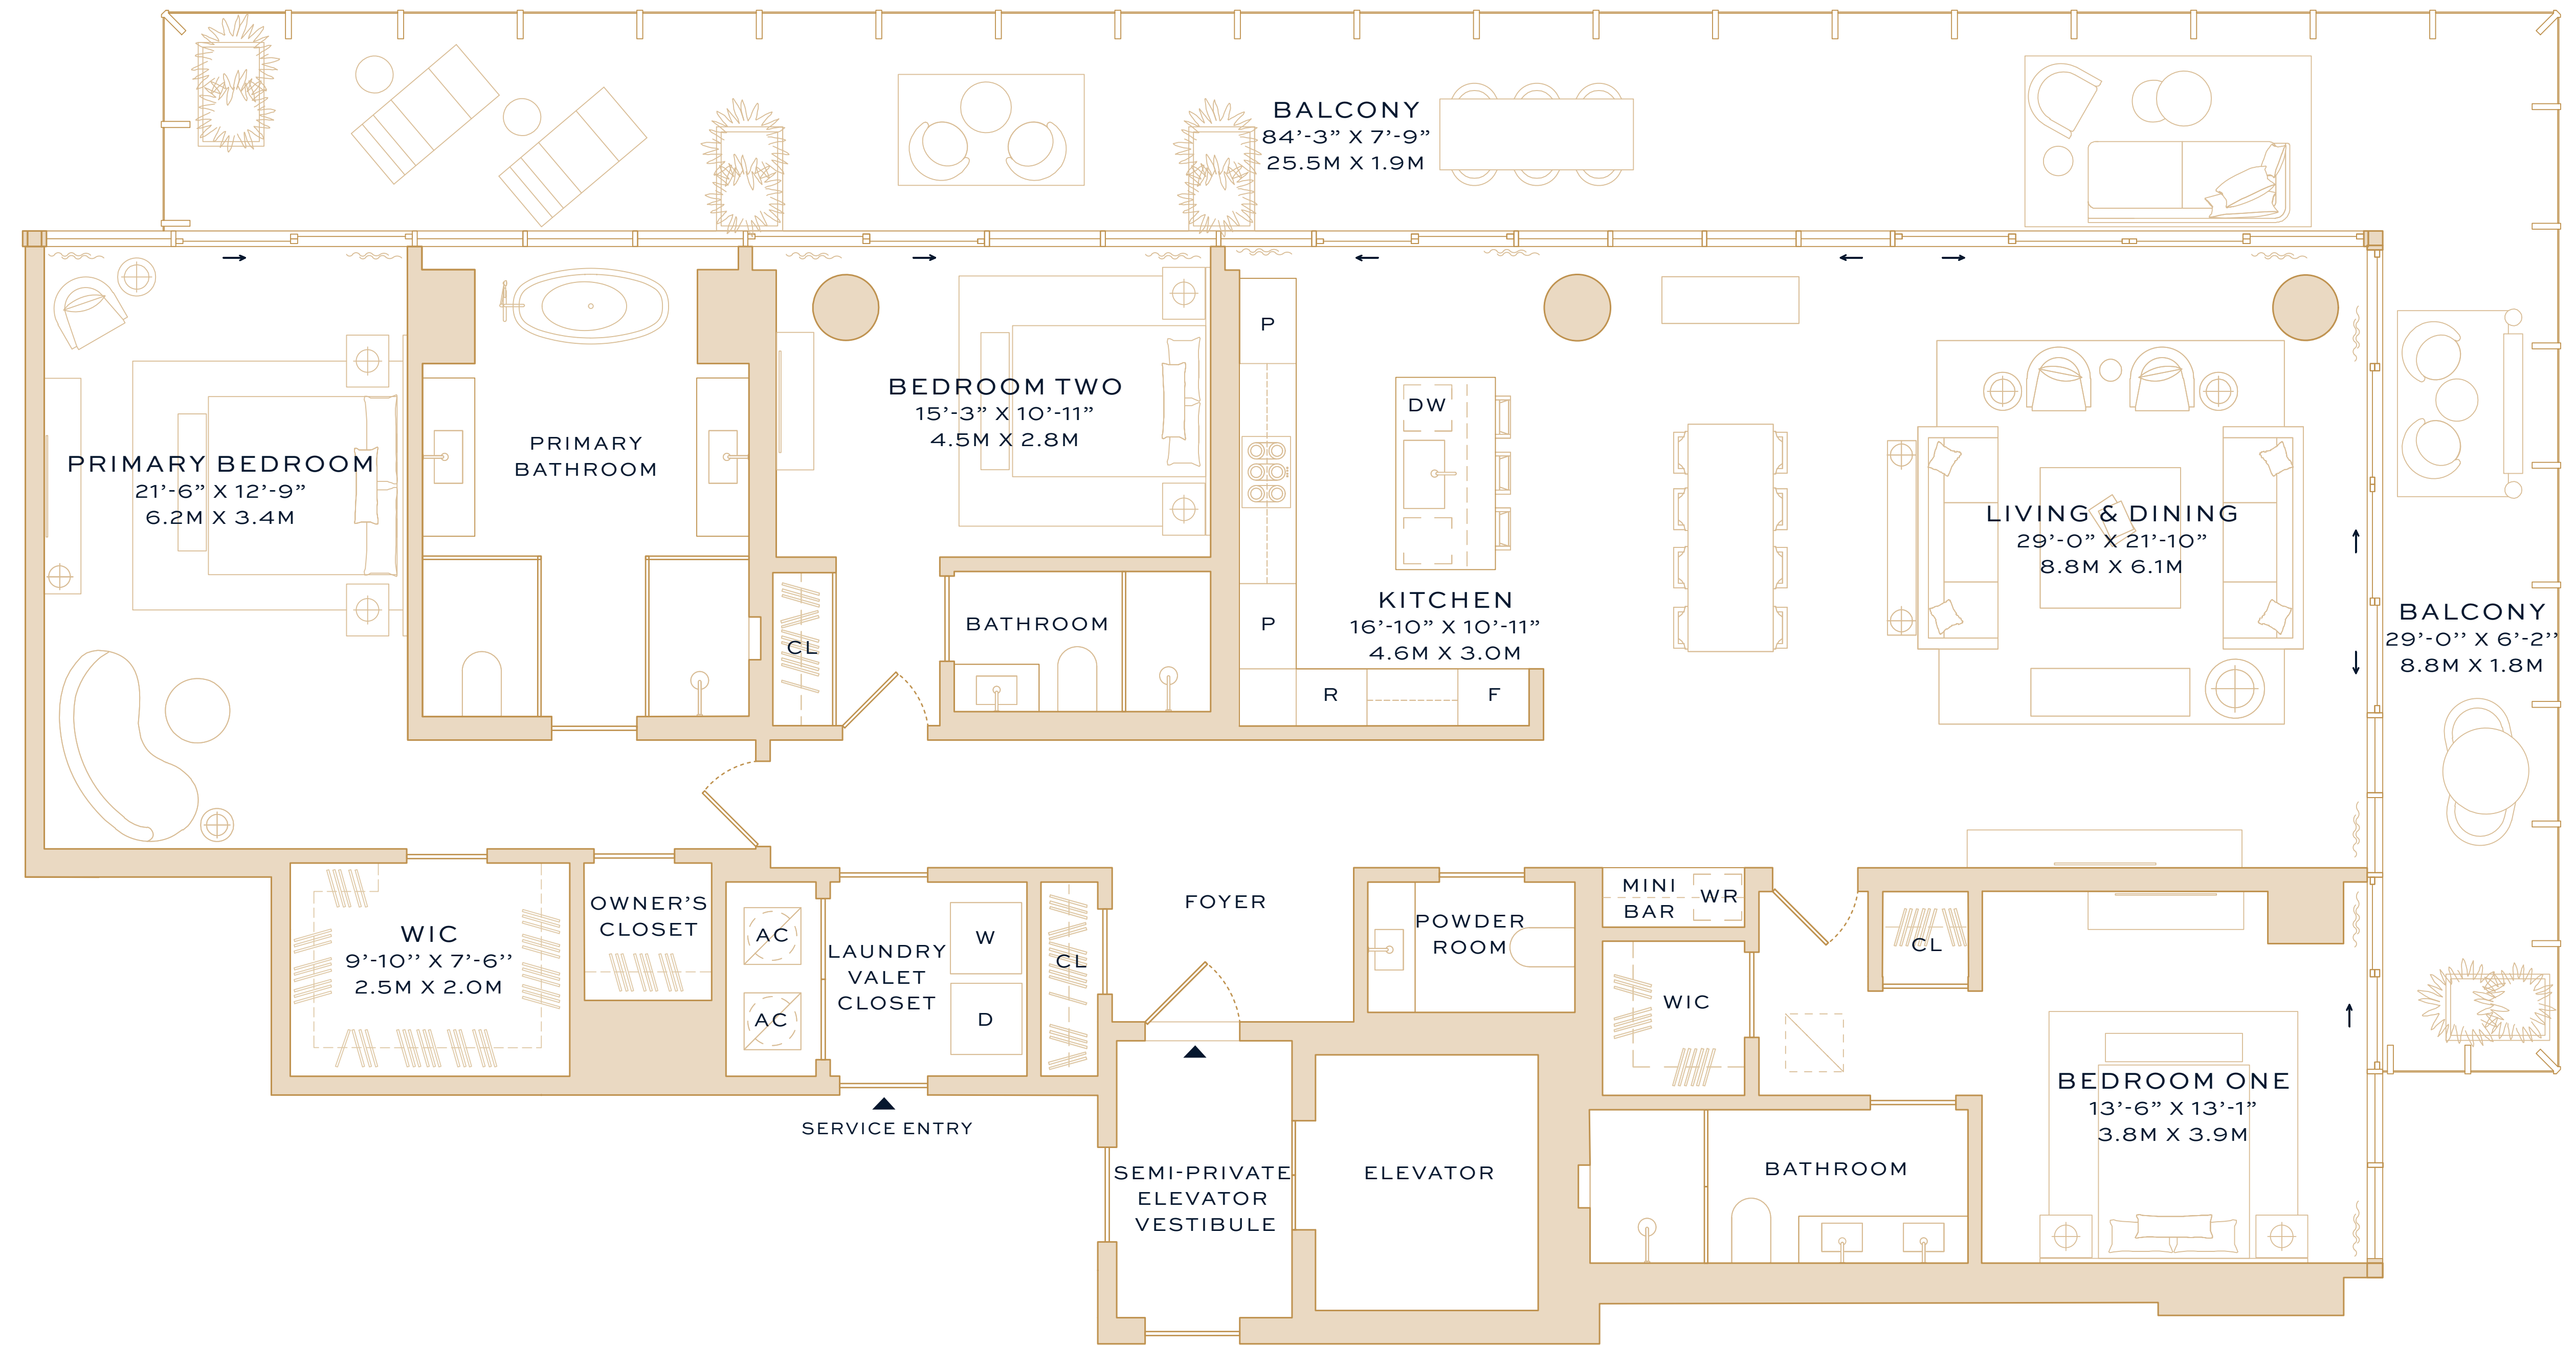 BALCONY
84’-3” X 7’-9”
25.5M X 1.9M
PRIMARY BEDROOM
21’-6” X 12’-9”
6.2M X 3.4M
PRIMARY
BATHROOM
BEDROOM TWO
15’-3” X 10’-11”
4.5M X 2.8M
CL
BATHROOM
P
P
DW
KITCHEN
16’-10” X 10’-11”
4.6M X 3.0M
R
F
LIVING & DINING
29’-0” X 21’-10”
8.8M X 6.1M
BALCONY
29’-0’’ X 6’-2’’
8.8M X 1.8M
WIC
9’-10’’ X 7’-6’’
2.5M X 2.0M
OWNER’S
CLOSET
AC
AC
LAUNDRY
VALET
CLOSET
W
D
CL
FOYER
POWDER
ROOM
MINI
BAR
WR
WIC
CL
BEDROOM ONE
13’-6” X 13’-1”
3.8M X 3.9M
SERVICE ENTRY
SEMI-PRIVATE
ELEVATOR
VESTIBULE
ELEVATOR
BATHROOM